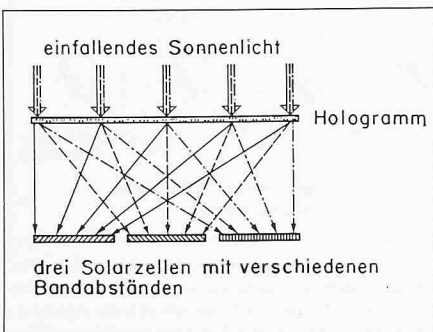 einfallendes Sonnenlicht
Hologramm
drei Solarzellen mit verschiedenen
Bandabständen